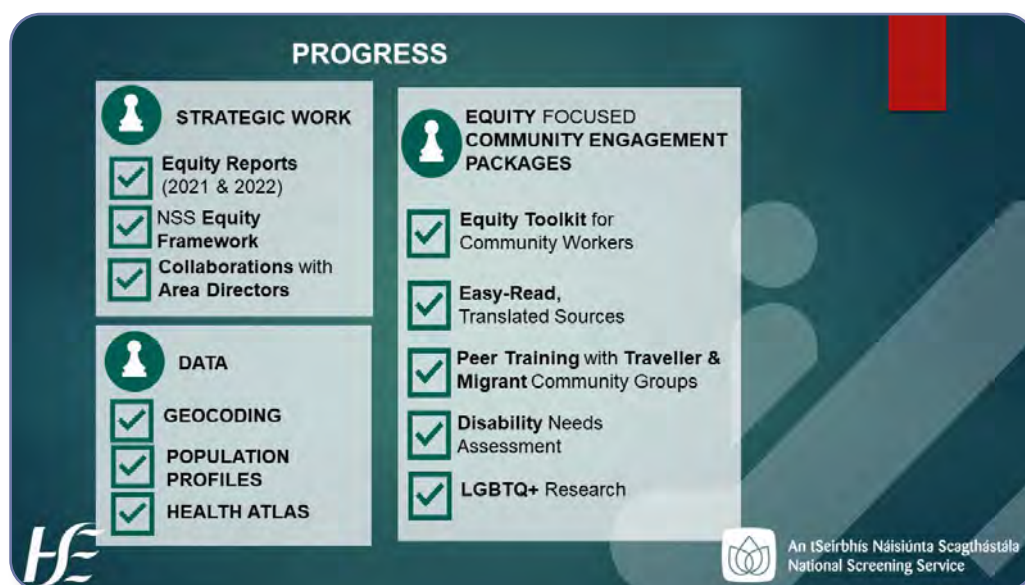 PROGRESS
STRATEGIC WORK
Equity Reports
(2021 & 2022)
NSS Equity
Framework
Collaborations with
Area Directors
DATA
GEOCODING
POPULATION
PROFILES
HEALTH ATLAS
EQUITY FOCUSED
COMMUNITY ENGAGEMENT
PACKAGES
Equity Toolkit for
Community Workers
Easy-Read,
Translated Sources
Peer Training with Traveller &
Migrant Community Groups
Disability Needs
Assessment
LGBTQ+ Research
HSE
An tSeirbhís Náisiúnta Scagthástála
National Screening Service